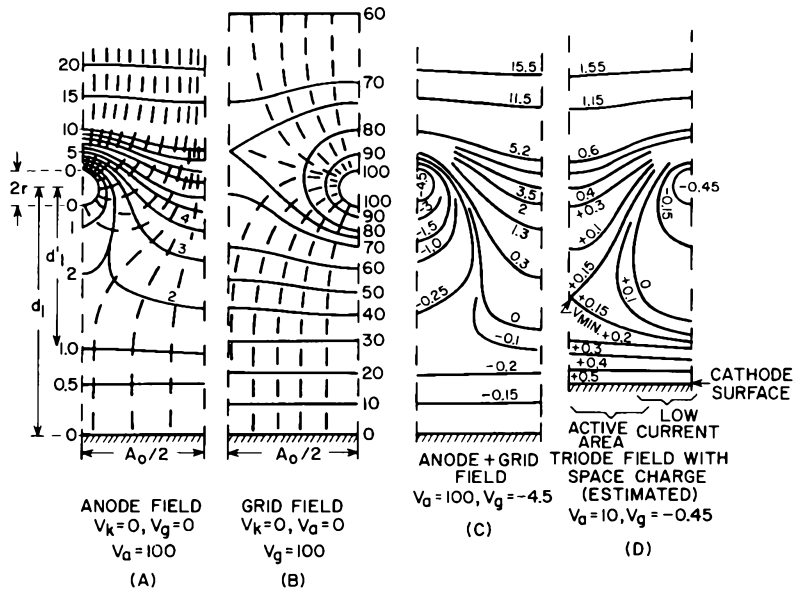 60
20
15
10
5
0
2r
0
d₁
d'₁
4
3
2
2
1.0
0.5
0
A₀/2
ANODE FIELD
Vk=0, Vg=0
Va=100
(A)
70
80
90
100
100
90
80
70
60
50
40
30
20
10
0
A₀/2
GRID FIELD
Vk=0, Va=0
Vg=100
(B)
15.5
11.5
5.2
-4.5
3.5
2
1.3
-1.5
-1.0
0.3
-0.25
0
-0.1
-0.2
-0.15
ANODE + GRID
FIELD
Va=100, Vg=-4.5
(C)
1.55
1.15
0.6
0.4
+0.3
-0.15
-0.45
+0.1
+0.15
0
+0.1
+0.15
VMIN.
+0.2
+0.3
+0.4
+0.5
CATHODE
SURFACE
ACTIVE
AREA
LOW
CURRENT
TRIODE FIELD WITH
SPACE CHARGE
(ESTIMATED)
Va=10, Vg=-0.45
(D)